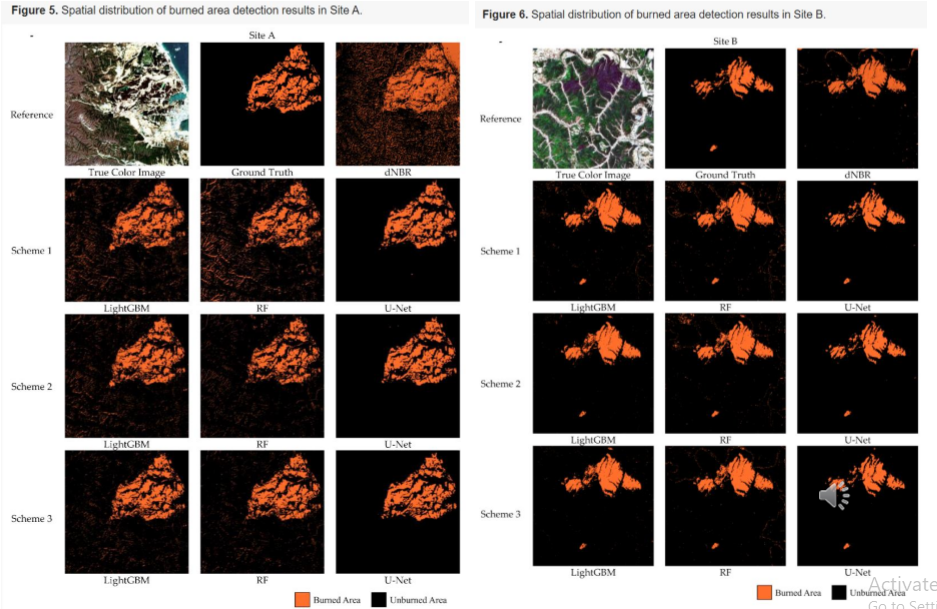 Figure 5. Spatial distribution of burned area detection results in Site A.
-
Site A
Reference
True Color Image
Ground Truth
dNBR
Scheme 1
LightGBM
RF
U-Net
Scheme 2
LightGBM
RF
U-Net
Scheme 3
LightGBM
RF
U-Net
Burned Area
Unburned Area
Figure 6. Spatial distribution of burned area detection results in Site B.
-
Site B
Reference
True Color Image
Ground Truth
dNBR
Scheme 1
LightGBM
RF
U-Net
Scheme 2
LightGBM
RF
U-Net
Scheme 3
LightGBM
RF
U-Net
Burned Area
Unburned Area
Activate
Go to Setti